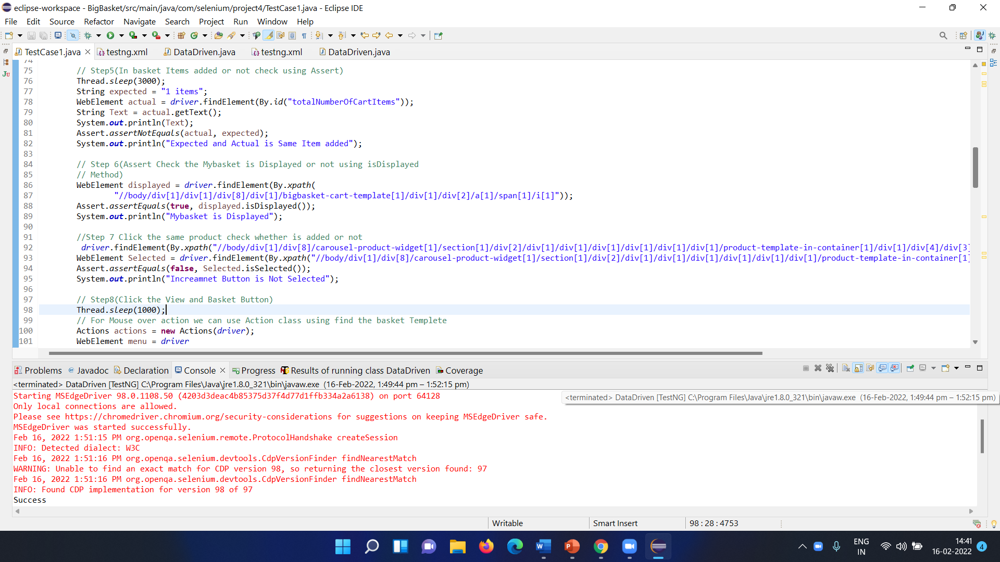 eclipse-workspace - BigBasket/src/main/java/com/selenium/project4/TestCase1.java - Eclipse IDE
File Edit Source Refactor Navigate Search Project Run Window Help
TestCase1.java testng.xml DataDriven.java testng.xml DataDriven.java
74
75 // Step5(In basket Items added or not check using Assert)
76 Thread.sleep(3000);
77 String expected = "1 items";
78 WebElement actual = driver.findElement(By.id("totalNumberOfCartItems"));
79 String Text = actual.getText();
80 System.out.println(Text);
81 Assert.assertNotEquals(actual, expected);
82 System.out.println("Expected and Actual is Same Item added");
83
84 // Step 6(Assert Check the Mybasket is Displayed or not using isDisplayed
85 // Method)
86 WebElement displayed = driver.findElement(By.xpath(
87 "//body/div[1]/div[1]/div[8]/div[1]/bigbasket-cart-template[1]/div[1]/div[2]/a[1]/span[1]/i[1]"));
88 Assert.assertEquals(true, displayed.isDisplayed());
89 System.out.println("Mybasket is Displayed");
90
91 //Step 7 Click the same product check whether is added or not
92 driver.findElement(By.xpath("//body/div[1]/div[8]/carousel-product-widget[1]/section[1]/div[2]/div[1]/div[1]/div[1]/div[1]/div[1]/div[1]/product-template-in-container[1]/div[1]/div[4]/div[3]
93 WebElement Selected = driver.findElement(By.xpath("//body/div[1]/div[8]/carousel-product-widget[1]/section[1]/div[2]/div[1]/div[1]/div[1]/div[1]/div[1]/div[1]/product-template-in-container[1]
94 Assert.assertEquals(false, Selected.isSelected());
95 System.out.println("Increamnet Button is Not Selected");
96
97 // Step8(Click the View and Basket Button)
98 Thread.sleep(1000);
99 // For Mouse over action we can use Action class using find the basket Templete
100 Actions actions = new Actions(driver);
101 WebElement menu = driver
Problems Javadoc Declaration Console Progress Results of running class DataDriven Coverage
<terminated> DataDriven [TestNG] C:\Program Files\Java\jre1.8.0_321\bin\javaw.exe (16-Feb-2022, 1:49:44 pm – 1:52:15 pm)
Starting MSEdgeDriver 98.0.1108.50 (4203d3deac4b85375d37f4d77d1ffb334a2a6138) on port 64128
<terminated> DataDriven [TestNG] C:\Program Files\Java\jre1.8.0_321\bin\javaw.exe (16-Feb-2022, 1:49:44 pm – 1:52:15 pm)
Only local connections are allowed.
Please see https://chromedriver.chromium.org/security-considerations for suggestions on keeping MSEdgeDriver safe.
MSEdgeDriver was started successfully.
Feb 16, 2022 1:51:15 PM org.openqa.selenium.remote.ProtocolHandshake createSession
INFO: Detected dialect: W3C
Feb 16, 2022 1:51:16 PM org.openqa.selenium.devtools.CdpVersionFinder findNearestMatch
WARNING: Unable to find an exact match for CDP version 98, so returning the closest version found: 97
Feb 16, 2022 1:51:16 PM org.openqa.selenium.devtools.CdpVersionFinder findNearestMatch
INFO: Found CDP implementation for version 98 of 97
Success
Writable Smart Insert 98 : 28 : 4753
ENG
IN
14:41
16-02-2022
4